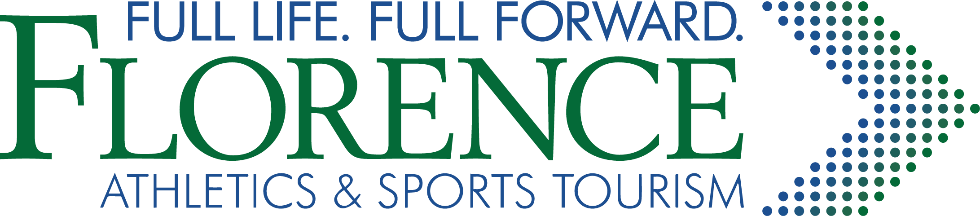 FULL LIFE. FULL FORWARD.
FLORENCE
ATHLETICS & SPORTS TOURISM